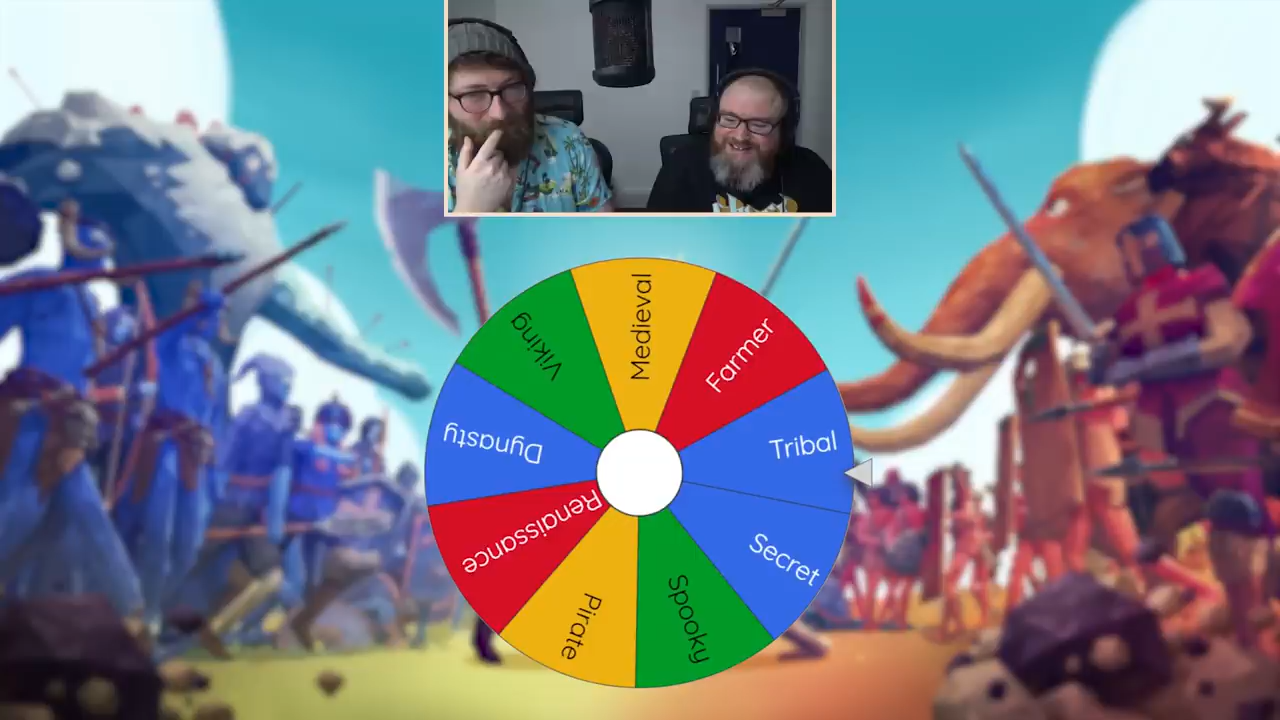 Medieval
Farmer
Tribal
Secret
Spooky
Pirate
Renaissance
Dynasty
Viking